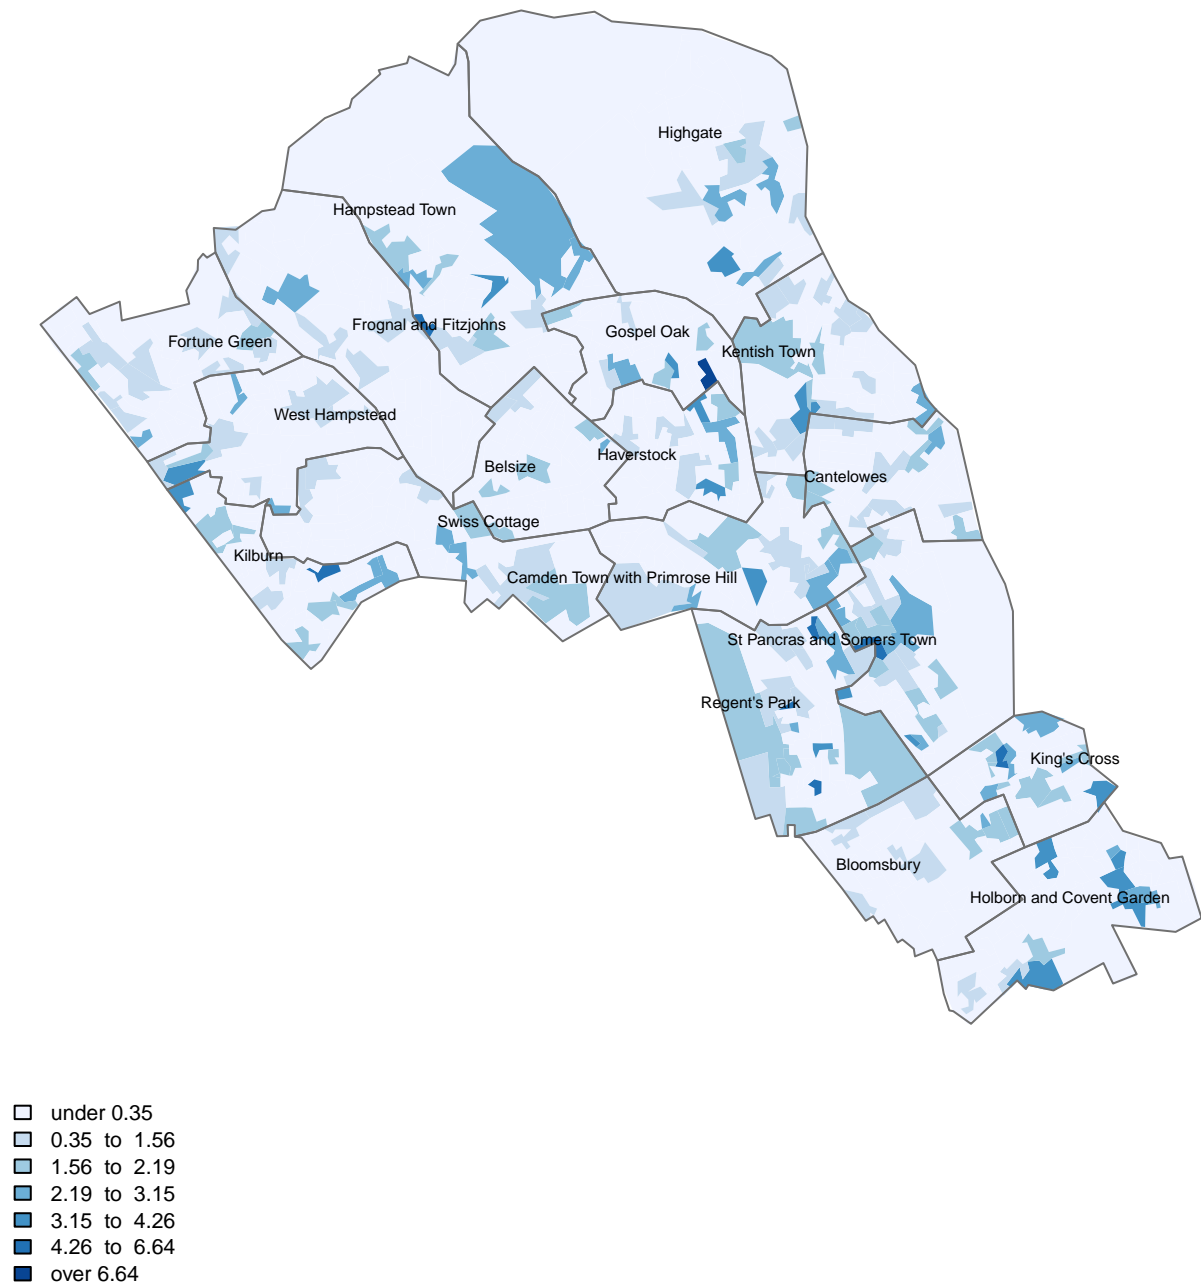 Highgate
Hampstead Town
Frognal and Fitzjohns
Gospel Oak
Fortune Green
Kentish Town
West Hampstead
Haverstock
Belsize
Cantelowes
Swiss Cottage
Kilburn
Camden Town with Primrose Hill
St Pancras and Somers Town
Regent's Park
King's Cross
Bloomsbury
Holborn and Covent Garden
under 0.35
0.35 to 1.56
1.56 to 2.19
2.19 to 3.15
3.15 to 4.26
4.26 to 6.64
over 6.64